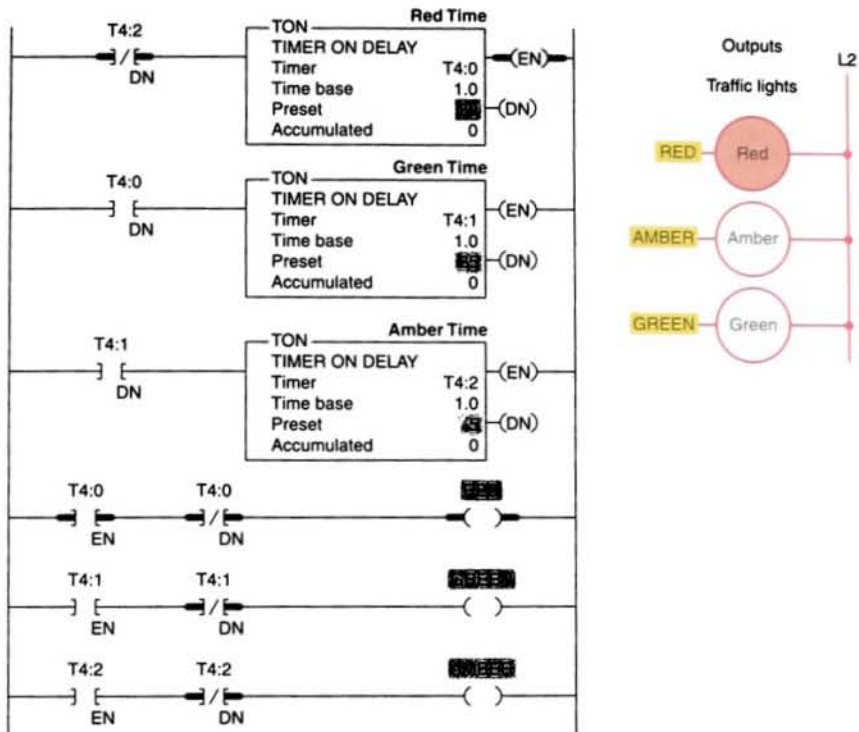 Red Time
T4:2
DN
TON
TIMER ON DELAY
Timer T4:0
Time base 1.0
Preset
Accumulated 0
(EN)
(DN)
Green Time
T4:0
DN
TON
TIMER ON DELAY
Timer T4:1
Time base 1.0
Preset
Accumulated 0
(EN)
(DN)
Amber Time
T4:1
DN
TON
TIMER ON DELAY
Timer T4:2
Time base 1.0
Preset
Accumulated 0
(EN)
(DN)
T4:0 T4:0
EN DN
T4:1 T4:1
EN DN
T4:2 T4:2
EN DN
Outputs
L2
Traffic lights
RED Red
AMBER Amber
GREEN Green